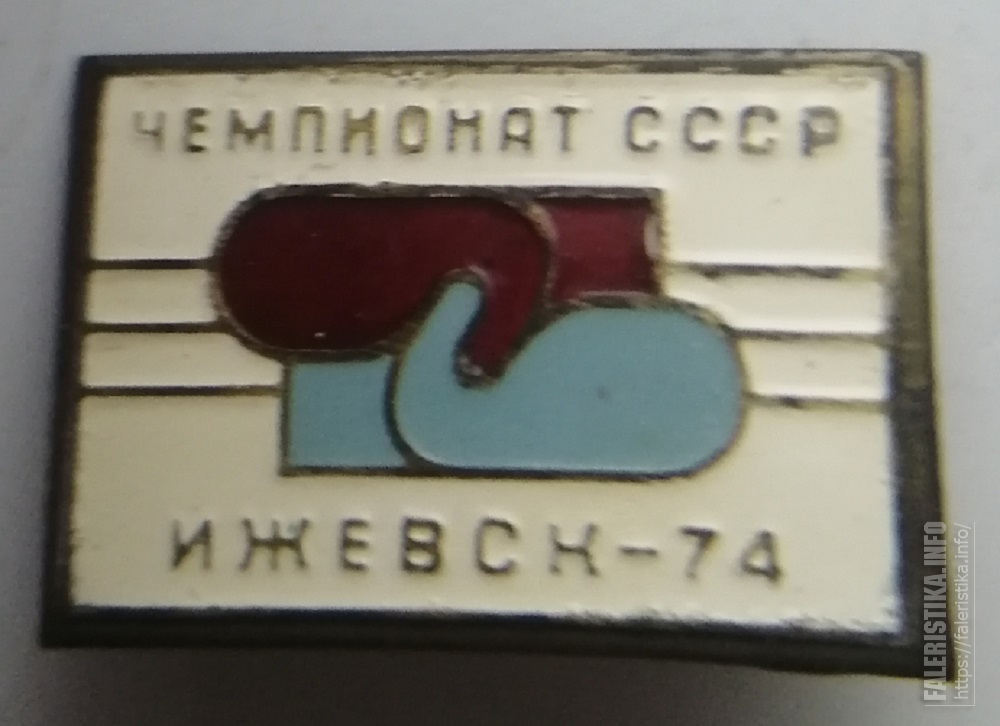 ЧЕМПИОНАТ СССР
ИЖЕВСК-74
FALERISTIKA.INFO
https://faleristika.info/